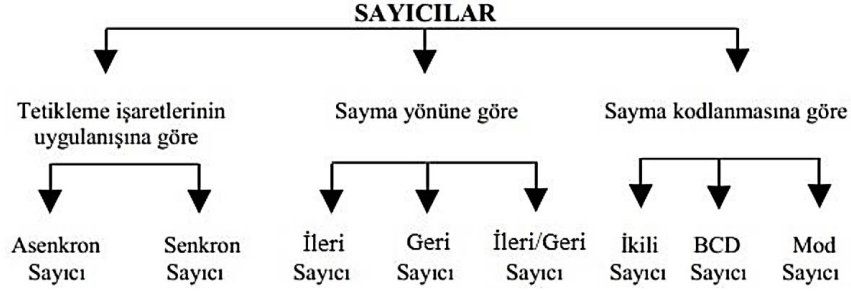 SAYICILAR
Tetikleme işaretlerinin
uygulanışına göre
Sayma yönüne göre
Sayma kodlanmasına göre
Asenkron
Sayıcı
Senkron
Sayıcı
İleri
Sayıcı
Geri
Sayıcı
İleri/Geri
Sayıcı
İkili
Sayıcı
BCD
Sayıcı
Mod
Sayıcı